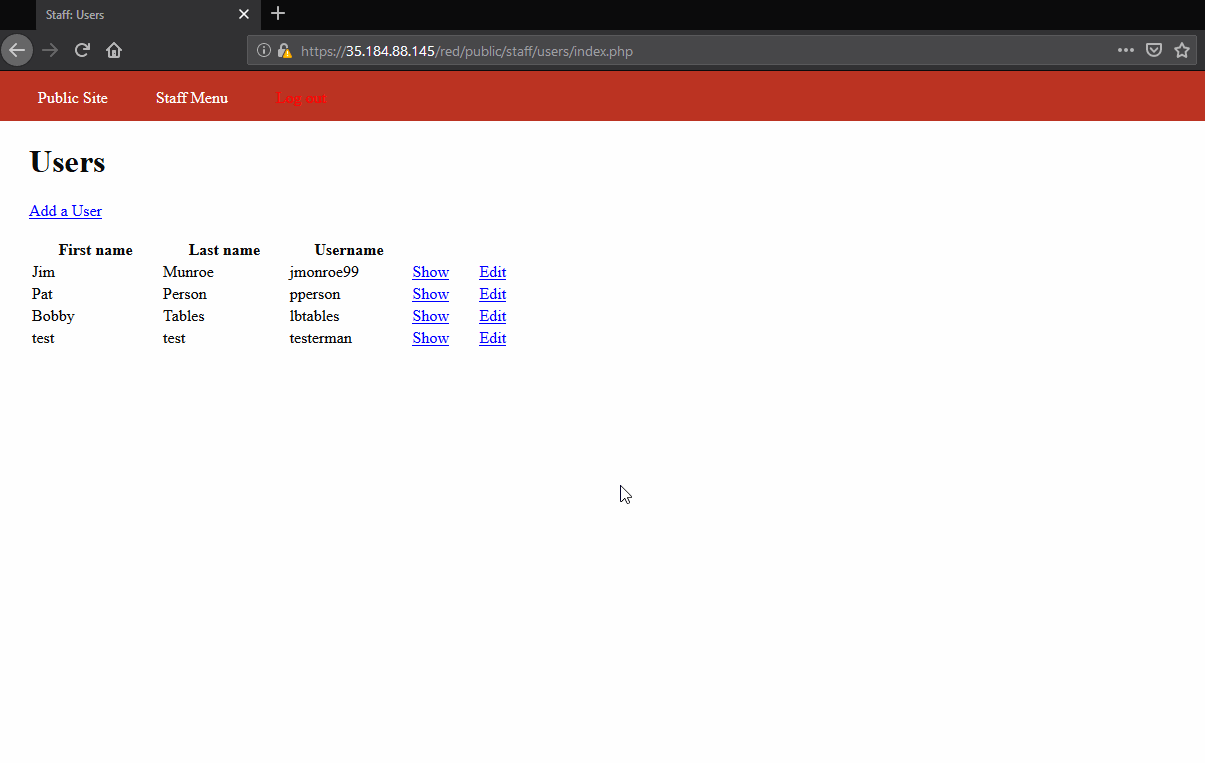 Staff: Users
https://35.184.88.145/red/public/staff/users/index.php
Public Site Staff Menu Log out
Users
Add a User
First name Last name Username
Jim Munroe jmonroe99 Show Edit
Pat Person pperson Show Edit
Bobby Tables lbtables Show Edit
test test testerman Show Edit